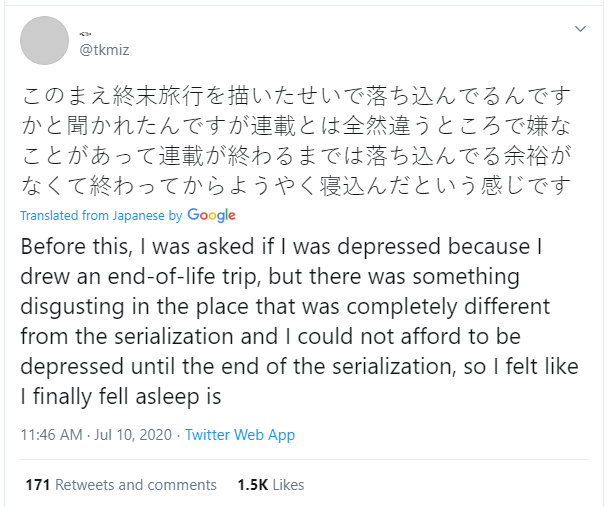 @tkmiz
このまえ終末旅行を描いたせいで落ち込んでるんです
かと聞かれたんですが連載とは全然違うところで嫌な
ことがあって連載が終わるまでは落ち込んでる余裕が
なくて終わってからようやく寝込んだという感じです
Translated from Japanese by Google
Before this, I was asked if I was depressed because I
drew an end-of-life trip, but there was something
disgusting in the place that was completely different
from the serialization and I could not afford to be
depressed until the end of the serialization, so I felt like
I finally fell asleep is
11:46 AM · Jul 10, 2020 · Twitter Web App
171 Retweets and comments 1.5K Likes